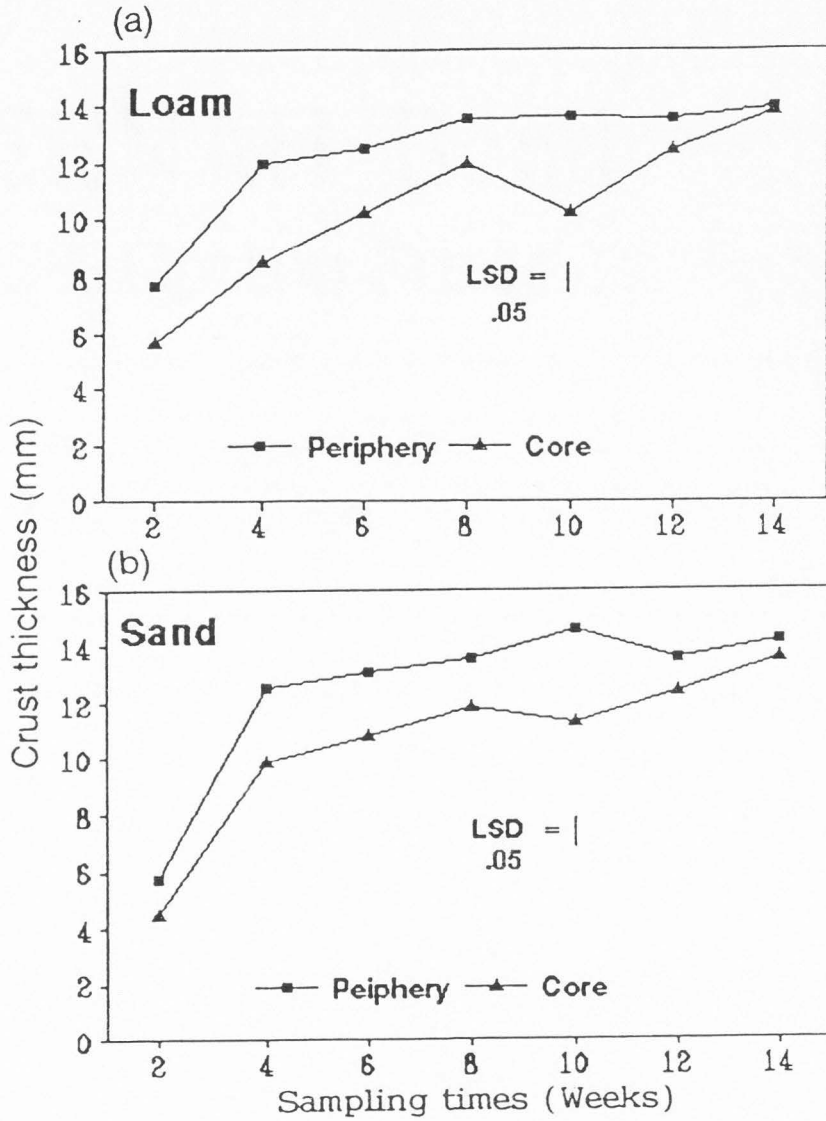 (a)
16
Loam
14
12
10
8
LSD = |
.05
6
4
Periphery Core
2
0
2 4 6 8 10 12 14
Crust thickness (mm)
(b)
16
Sand
14
12
10
8
LSD = |
.05
6
4
2
Peiphery Core
0
2 4 6 8 10 12 14
Sampling times (Weeks)